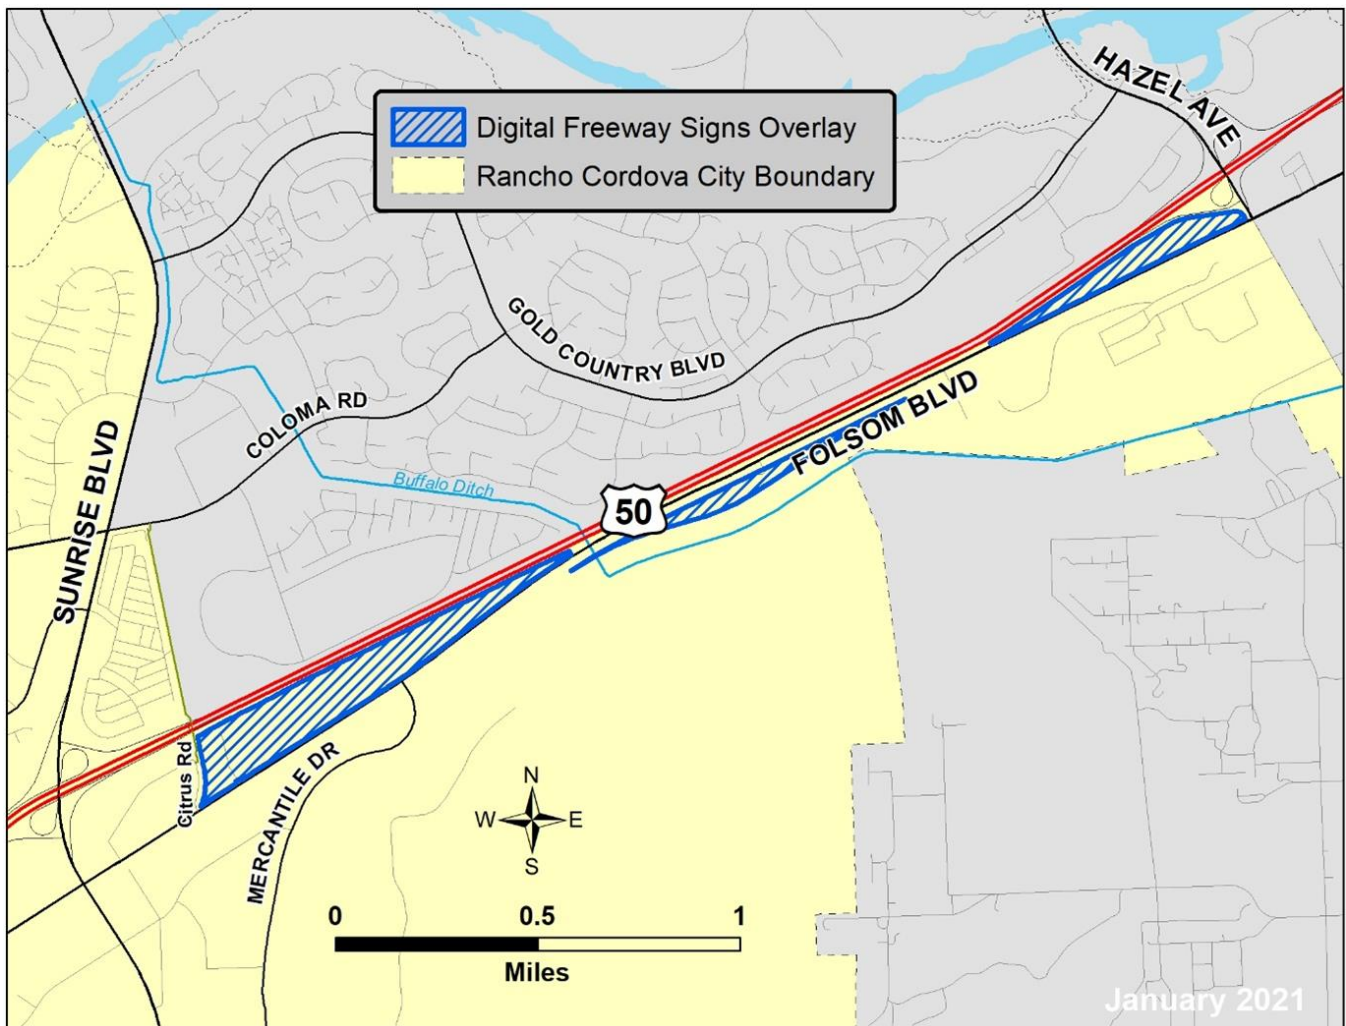 HAZEL AVE
Digital Freeway Signs Overlay
Rancho Cordova City Boundary
GOLD COUNTRY BLVD
COLOMA RD
FOLSOM BLVD
SUNRISE BLVD
Buffalo Ditch
50
Citrus Rd
MERCANTILE DR
N
W E
S
0 0.5 1
Miles
January 2021